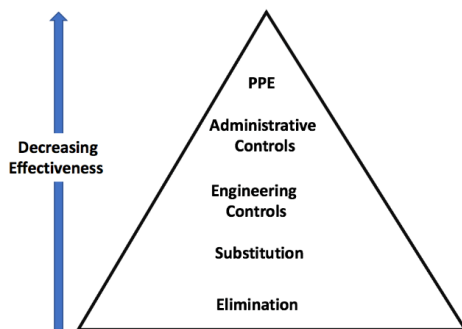 PPE
Administrative
Controls
Decreasing
Effectiveness
Engineering
Controls
Substitution
Elimination